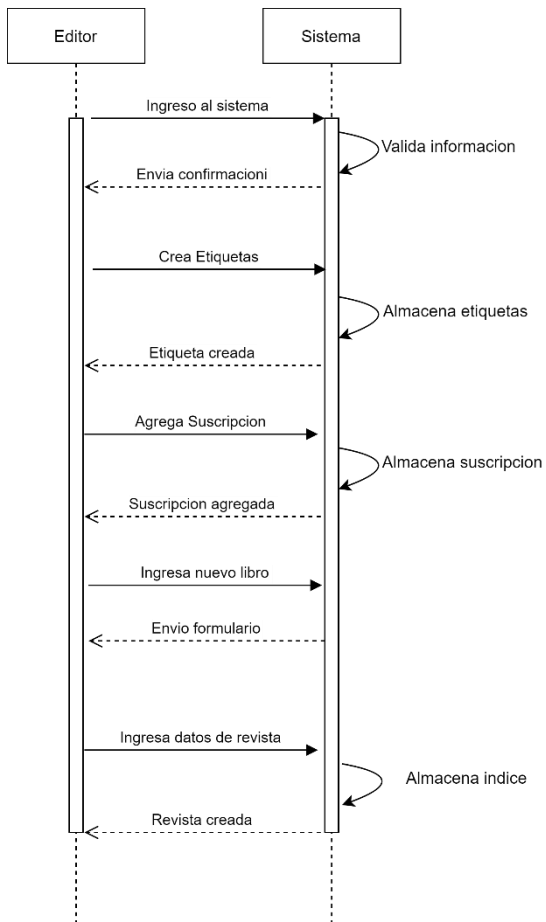 Editor
Sistema
Ingreso al sistema
Valida informacion
Envia confirmacioni
Crea Etiquetas
Almacena etiquetas
Etiqueta creada
Agrega Suscripcion
Almacena suscripcion
Suscripcion agregada
Ingresa nuevo libro
Envio formulario
Ingresa datos de revista
Almacena indice
Revista creada